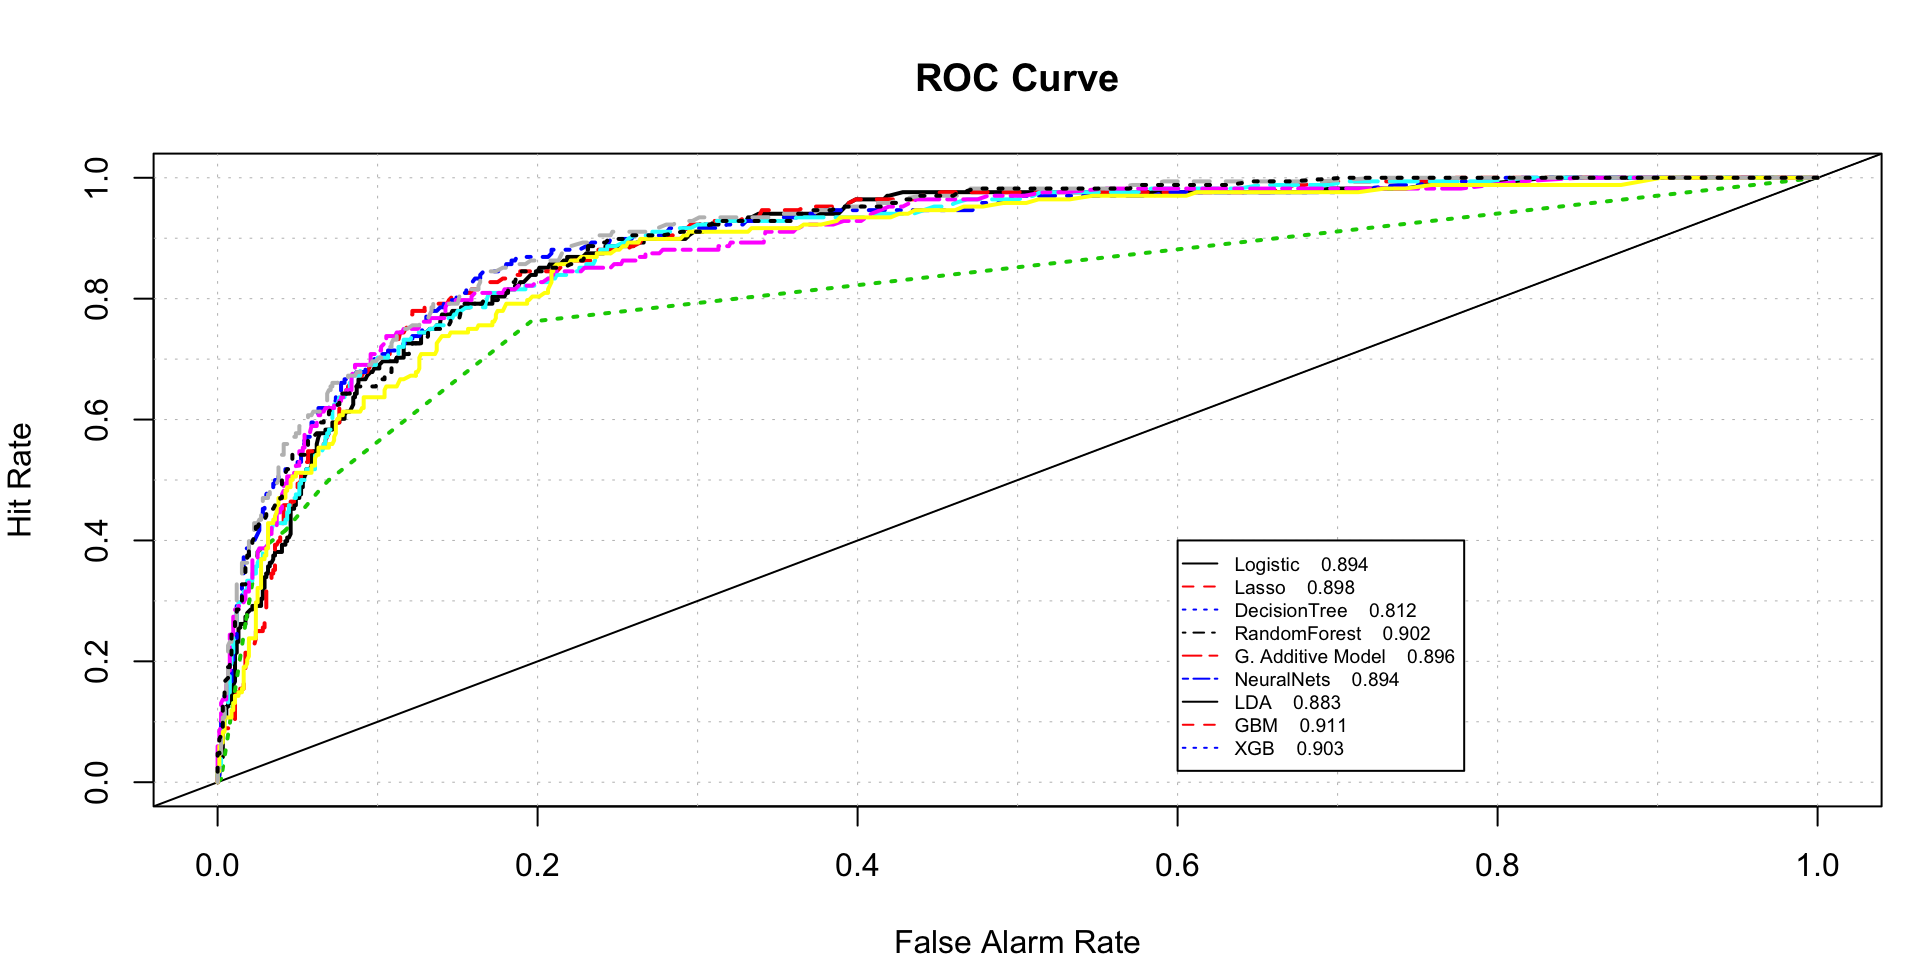 ROC Curve
Hit Rate
1.0
0.8
0.6
0.4
0.2
0.0
Logistic 0.894
Lasso 0.898
DecisionTree 0.812
RandomForest 0.902
G. Additive Model 0.896
NeuralNets 0.894
LDA 0.883
GBM 0.911
XGB 0.903
0.0 0.2 0.4 0.6 0.8 1.0
False Alarm Rate